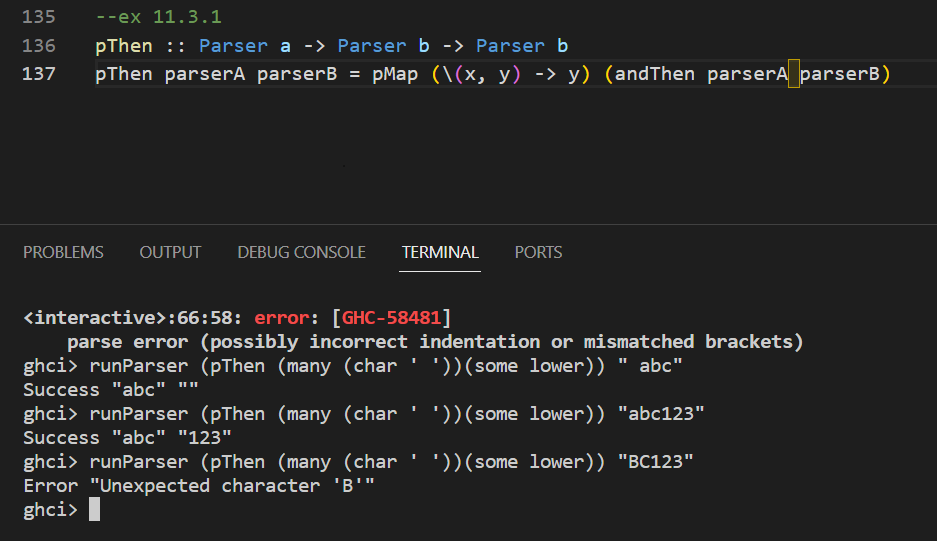 135 --ex 11.3.1
136 pThen :: Parser a -> Parser b -> Parser b
137 pThen parserA parserB = pMap (\(x, y) -> y) (andThen parserA parserB)
PROBLEMS OUTPUT DEBUG CONSOLE TERMINAL PORTS
<interactive>:66:58: error: [GHC-58481]
    parse error (possibly incorrect indentation or mismatched brackets)
ghci> runParser (pThen (many (char ' '))(some lower)) " abc"
Success "abc" ""
ghci> runParser (pThen (many (char ' '))(some lower)) "abc123"
Success "abc" "123"
ghci> runParser (pThen (many (char ' '))(some lower)) "BC123"
Error "Unexpected character 'B'"
ghci>